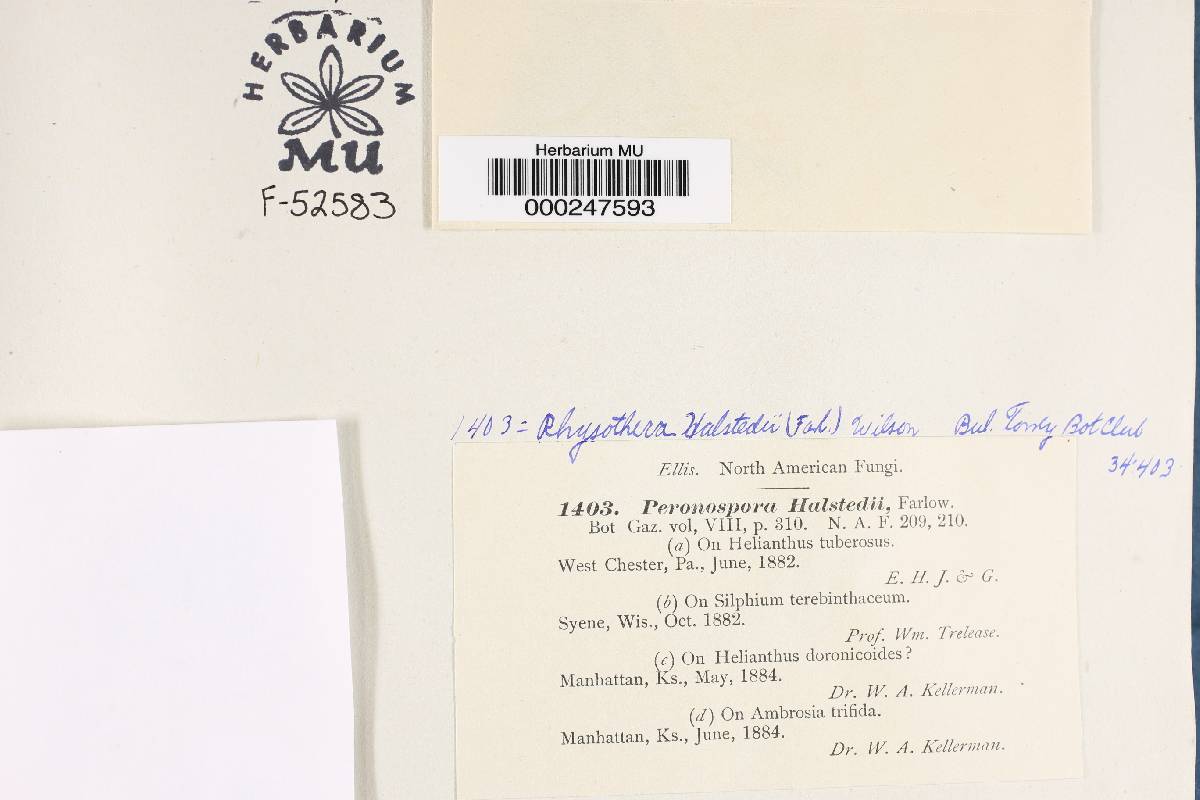 HERBARIUM
MU
F-52583
Herbarium MU
000247593
1403 = Rhysothera Halstedii (Fal.) Wilson Bul. Torrey Bot Club
34:403
Ellis. North American Fungi.
1403. Peronospora Halstedii, Farlow.
Bot Gaz. vol, VIII, p. 310. N. A. F. 209, 210.
(a) On Helianthus tuberosus.
West Chester, Pa., June, 1882.
E. H. J. & G.
(b) On Silphium terebinthaceum.
Syene, Wis., Oct. 1882.
Prof. Wm. Trelease.
(c) On Helianthus doronicoides?
Manhattan, Ks., May, 1884.
Dr. W. A. Kellerman.
(d) On Ambrosia trifida.
Manhattan, Ks., June, 1884.
Dr. W. A. Kellerman.